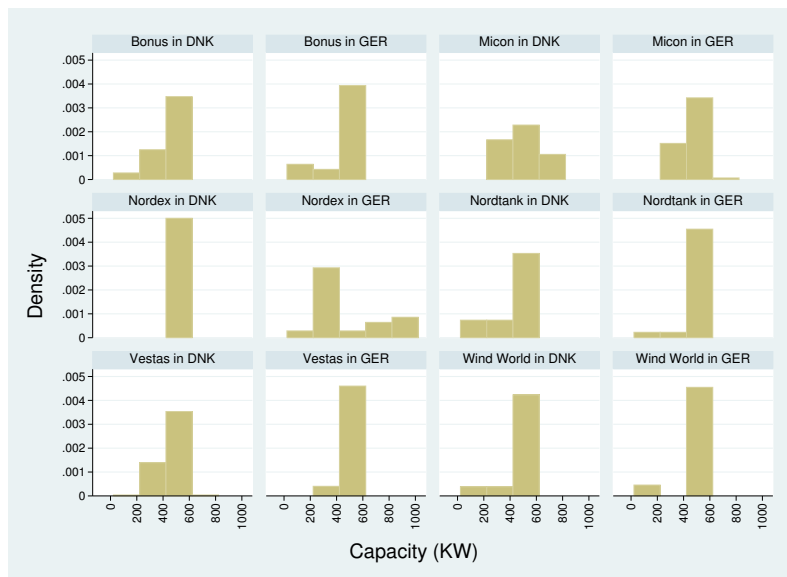 Bonus in DNK
Bonus in GER
Micon in DNK
Micon in GER
.005
.004
.003
.002
.001
0
Nordex in DNK
Nordex in GER
Nordtank in DNK
Nordtank in GER
.005
.004
.003
.002
.001
0
Density
Vestas in DNK
Vestas in GER
Wind World in DNK
Wind World in GER
.005
.004
.003
.002
.001
0
0 200 400 600 800 1000
0 200 400 600 800 1000
0 200 400 600 800 1000
0 200 400 600 800 1000
Capacity (KW)